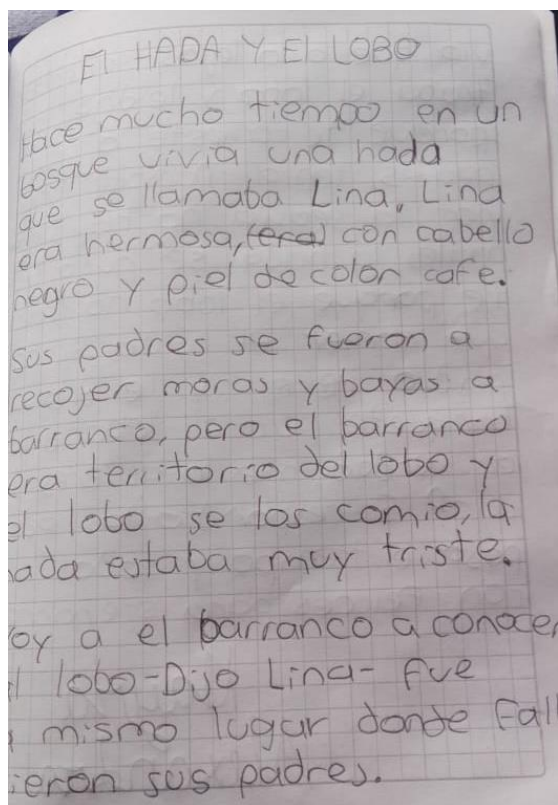 El HADA Y El LOBO
Hace mucho tiempo en un
bosque vivia una hada
que se llamaba Lina, Lina
era hermosa, (era) con cabello
negro y piel de color cafe.
Sus padres se fueron a
recojer moras y bayas a
barranco, pero el barranco
era territorio del lobo y
el lobo se los comio, la
ada estaba muy triste.
oy a el barranco a conocer
l lobo-Dijo Lina- fue
mismo lugar donde Fall
ieron sus padres.